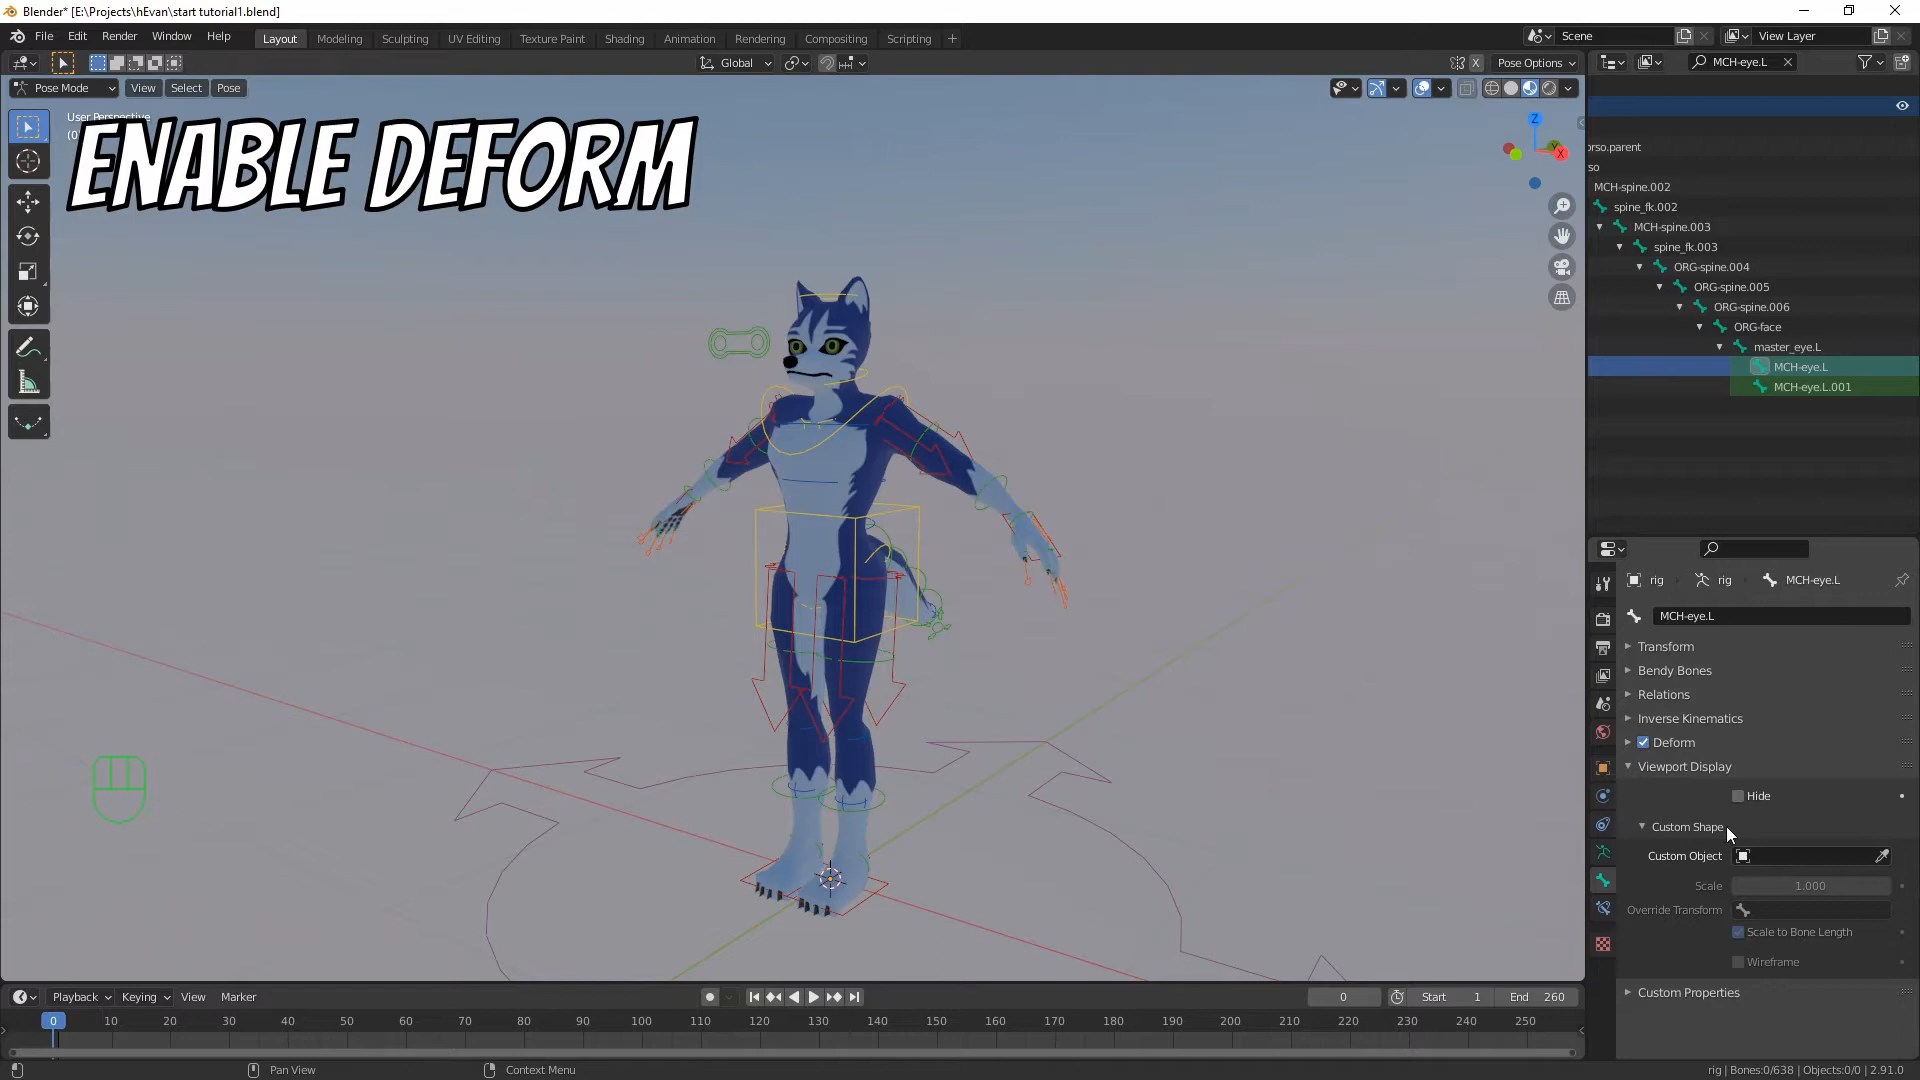 Blender* [E:\Projects\hEvan\start tutorial1.blend]
File Edit Render Window Help
Layout Modeling Sculpting UV Editing Texture Paint Shading Animation Rendering Compositing Scripting +
Scene
View Layer
Global
X
Pose Options
MCH-eye.L
Pose Mode View Select Pose
User Perspective
ENABLE DEFORM
Z
Y
X
orso.parent
so
MCH-spine.002
spine_fk.002
MCH-spine.003
spine_fk.003
ORG-spine.004
ORG-spine.005
ORG-spine.006
ORG-face
master_eye.L
MCH-eye.L
MCH-eye.L.001
rig rig MCH-eye.L
MCH-eye.L
Transform
Bendy Bones
Relations
Inverse Kinematics
Deform
Viewport Display
Hide
Custom Shape
Custom Object
Scale 1.000
Override Transform
Scale to Bone Length
Wireframe
Custom Properties
Playback Keying View Marker
0 Start 1 End 260
0 10 20 30 40 50 60 70 80 90 100 110 120 130 140 150 160 170 180 190 200 210 220 230 240 250
Pan View Context Menu
rig | Bones:0/638 | Objects:0/0 | 2.91.0